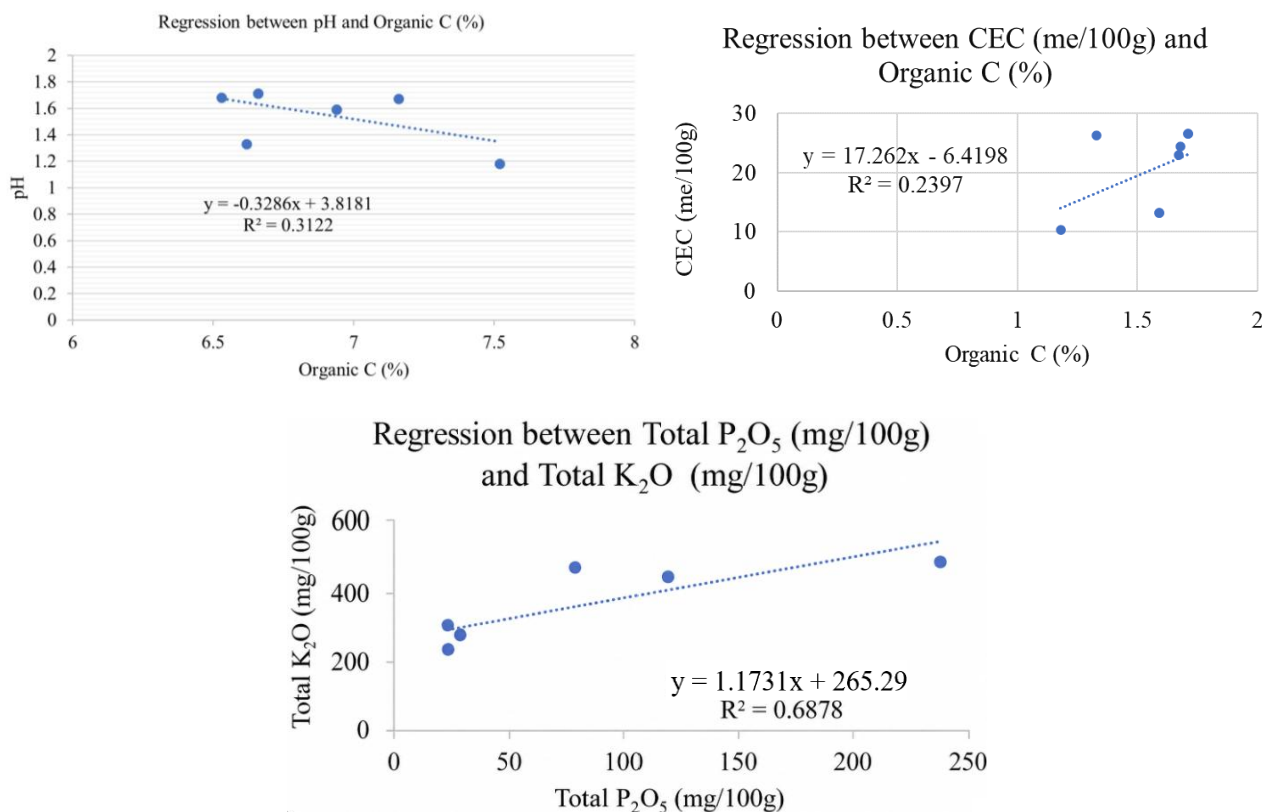 Regression between pH and Organic C (%)
2
1.8
1.6
1.4
1.2
1
0.8
0.6
0.4
0.2
0
pH
y = -0.3286x + 3.8181
R² = 0.3122
6
6.5
7
7.5
8
Organic C (%)
Regression between CEC (me/100g) and
Organic C (%)
30
20
10
0
CEC (me/100g)
y = 17.262x - 6.4198
R² = 0.2397
0
0.5
1
1.5
2
Organic C (%)
Regression between Total P₂O₅ (mg/100g)
and Total K₂O (mg/100g)
600
400
200
0
Total K₂O (mg/100g)
y = 1.1731x + 265.29
R² = 0.6878
0
50
100
150
200
250
Total P₂O₅ (mg/100g)